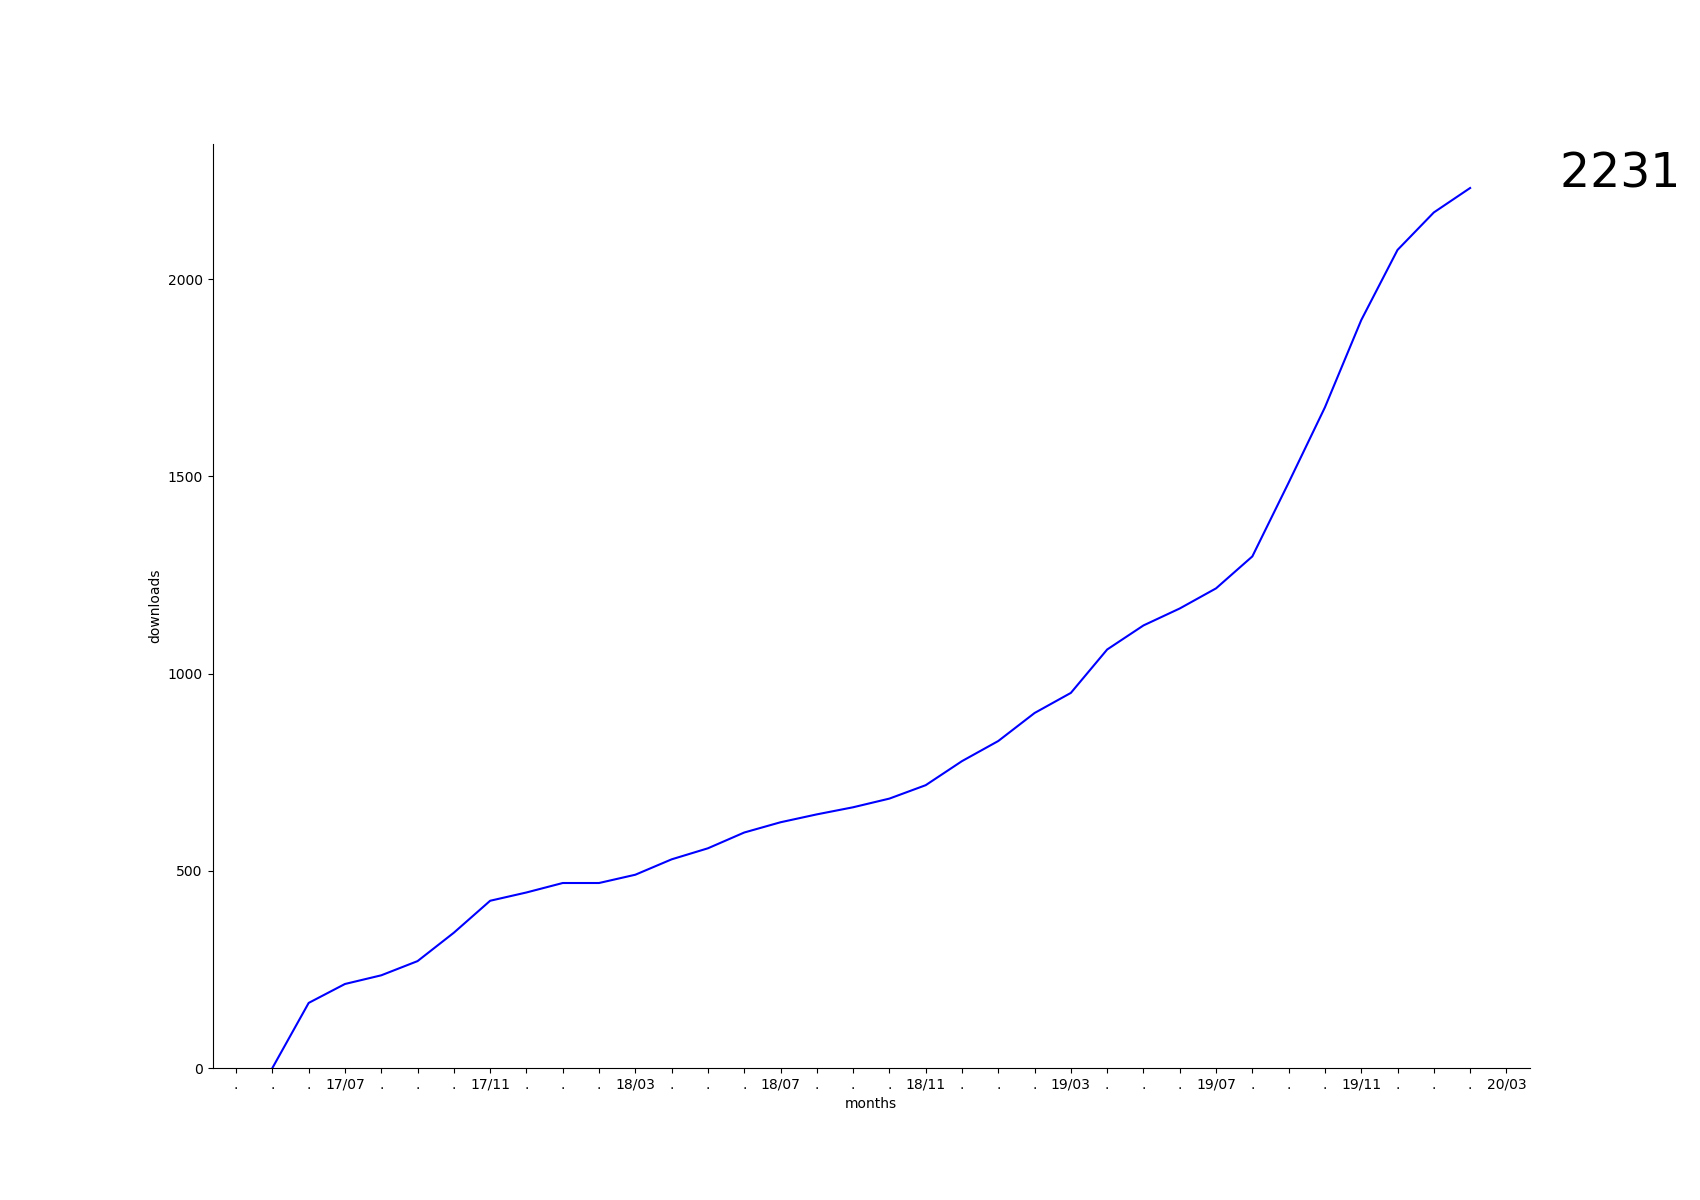 2231
2000
1500
downloads
1000
500
0
. . . 17/07 . . . 17/11 . . . 18/03 . . . 18/07 . . . 18/11 . . . 19/03 . . . 19/07 . . . 19/11 . . . 20/03
months